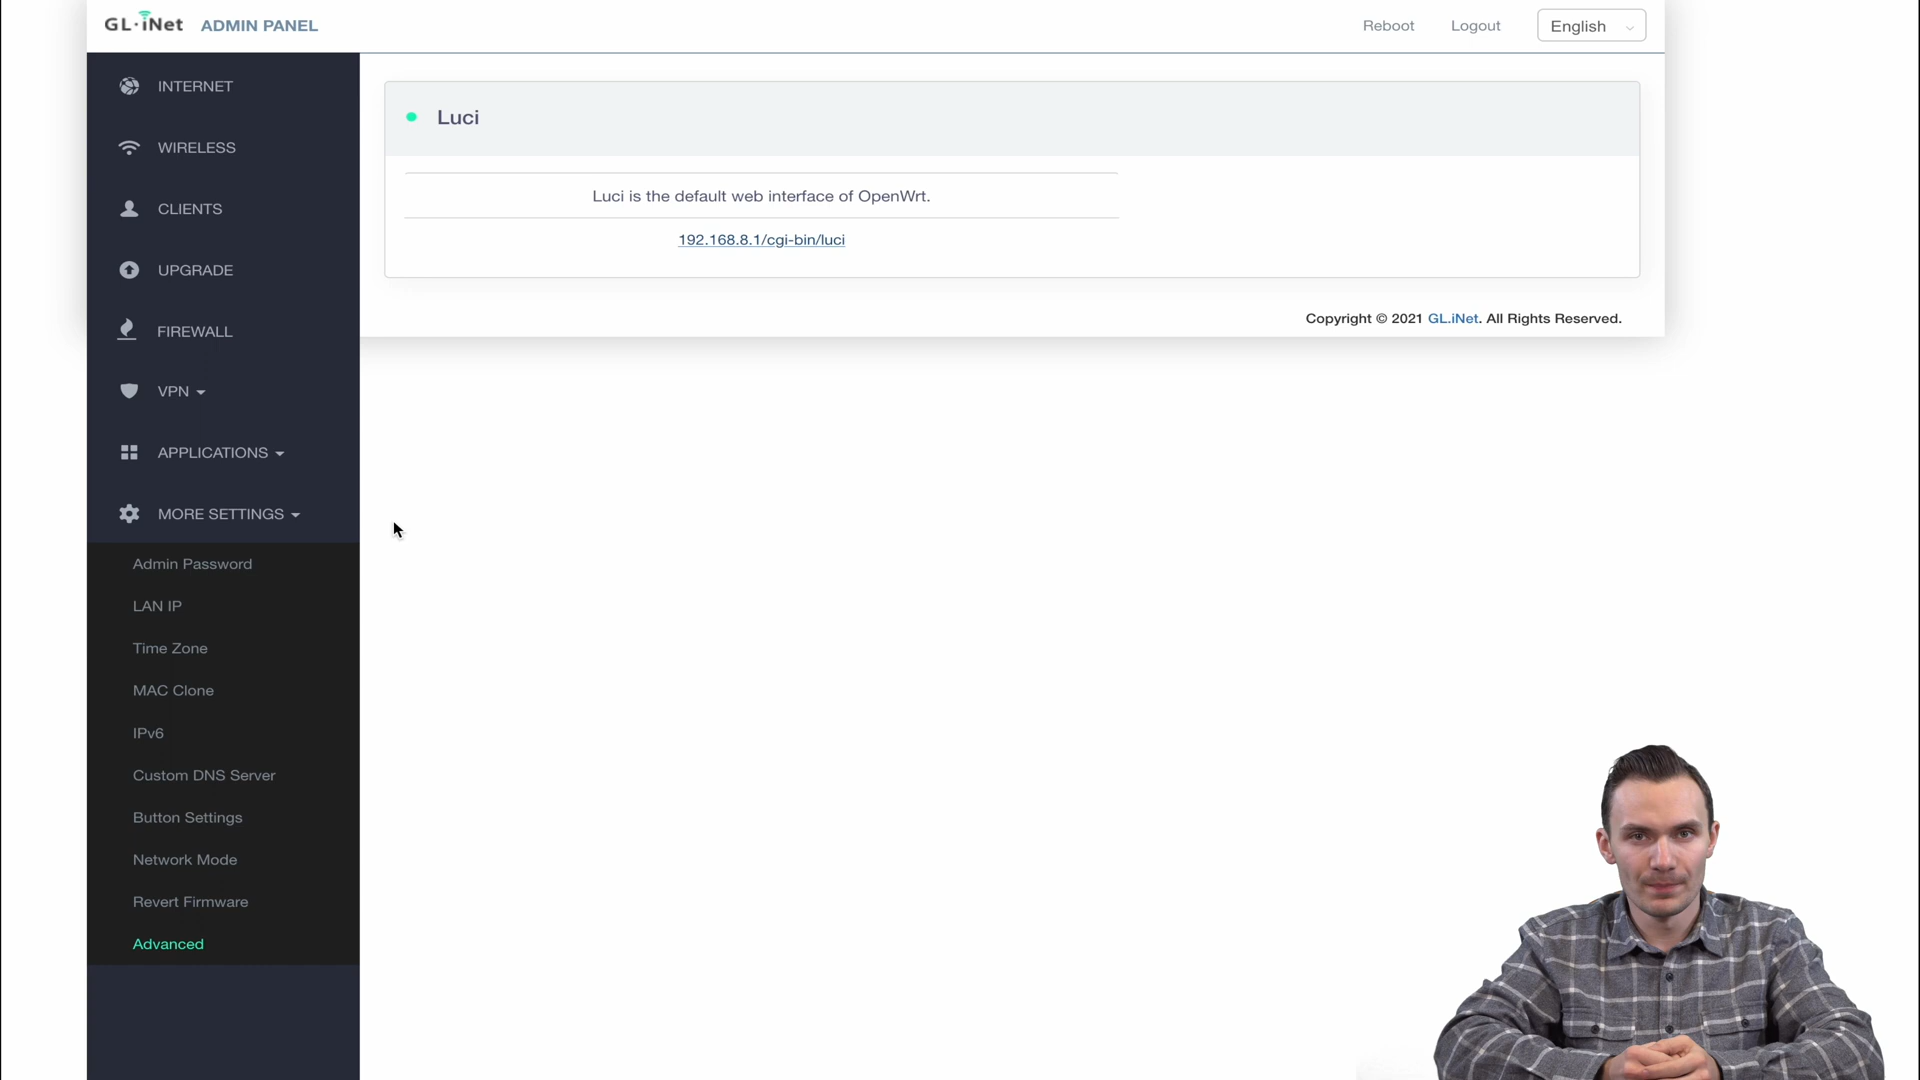 GL·iNet ADMIN PANEL
Reboot
Logout
English
INTERNET
WIRELESS
CLIENTS
UPGRADE
FIREWALL
VPN
APPLICATIONS
MORE SETTINGS
Admin Password
LAN IP
Time Zone
MAC Clone
IPv6
Custom DNS Server
Button Settings
Network Mode
Revert Firmware
Advanced
Luci
Luci is the default web interface of OpenWrt.
192.168.8.1/cgi-bin/luci
Copyright © 2021 GL.iNet. All Rights Reserved.